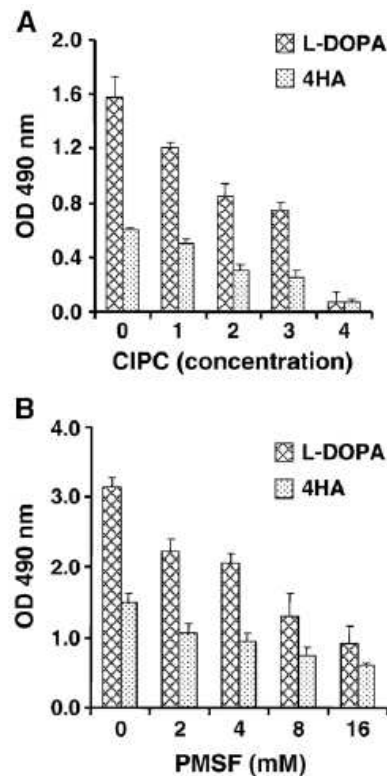 A
2.0
L-DOPA
4HA
1.6
1.2
0.8
0.4
0.0
OD 490 nm
0 1 2 3 4
CIPC (concentration)
B
4.0
L-DOPA
4HA
3.0
2.0
1.0
0.0
OD 490 nm
0 2 4 8 16
PMSF (mM)